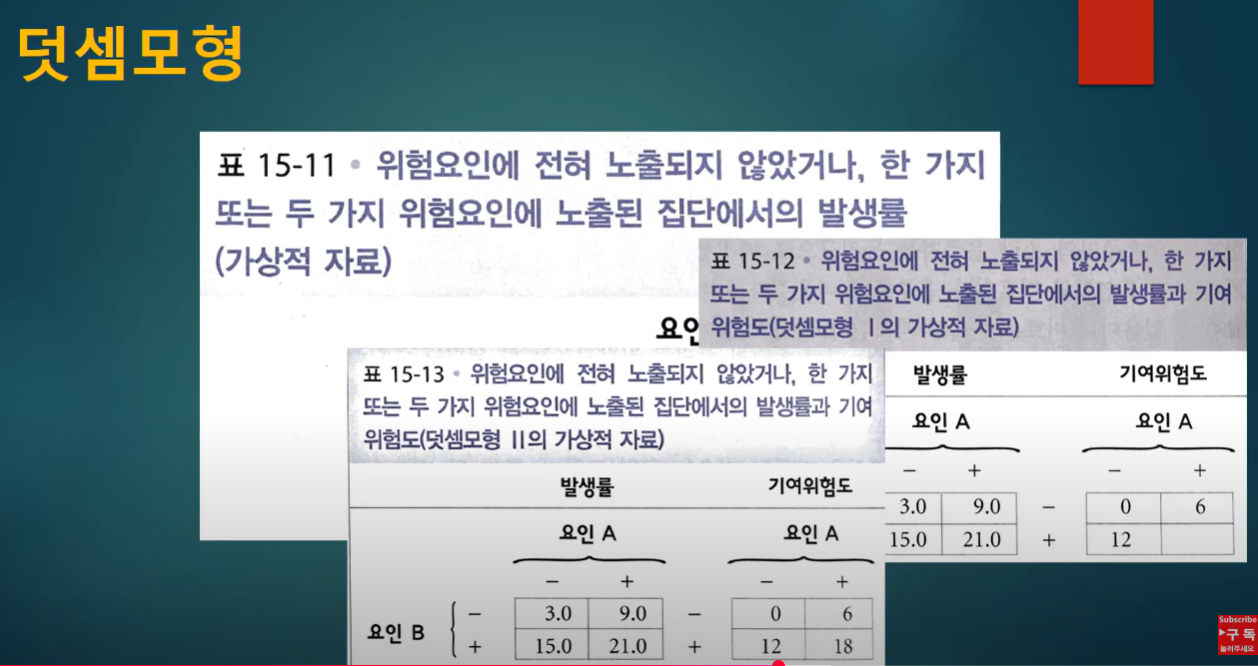 덧셈모형
표 15-11 • 위험요인에 전혀 노출되지 않았거나, 한 가지
또는 두 가지 위험요인에 노출된 집단에서의 발생률
(가상적 자료)
요인
표 15-12 • 위험요인에 전혀 노출되지 않았거나, 한 가지
또는 두 가지 위험요인에 노출된 집단에서의 발생률과 기여
위험도(덧셈모형 Ⅰ의 가상적 자료)
발생률 기여위험도
요인 A 요인 A
− + − +
3.0 9.0 − 0 6
15.0 21.0 + 12
표 15-13 • 위험요인에 전혀 노출되지 않았거나, 한 가지
또는 두 가지 위험요인에 노출된 집단에서의 발생률과 기여
위험도(덧셈모형 Ⅱ의 가상적 자료)
발생률 기여위험도
요인 A 요인 A
− + − +
요인 B
− 3.0 9.0 − 0 6
+ 15.0 21.0 + 12 18
Subscribe
구독
눌러주세요